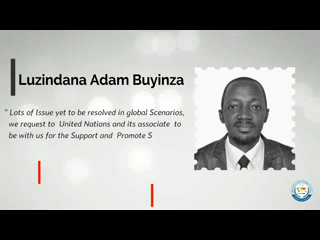 Luzindana Adam Buyinza
“ Lots of Issue yet to be resolved in global Scenarios,
we request to United Nations and its associate to
be with us for the Support and Promote S